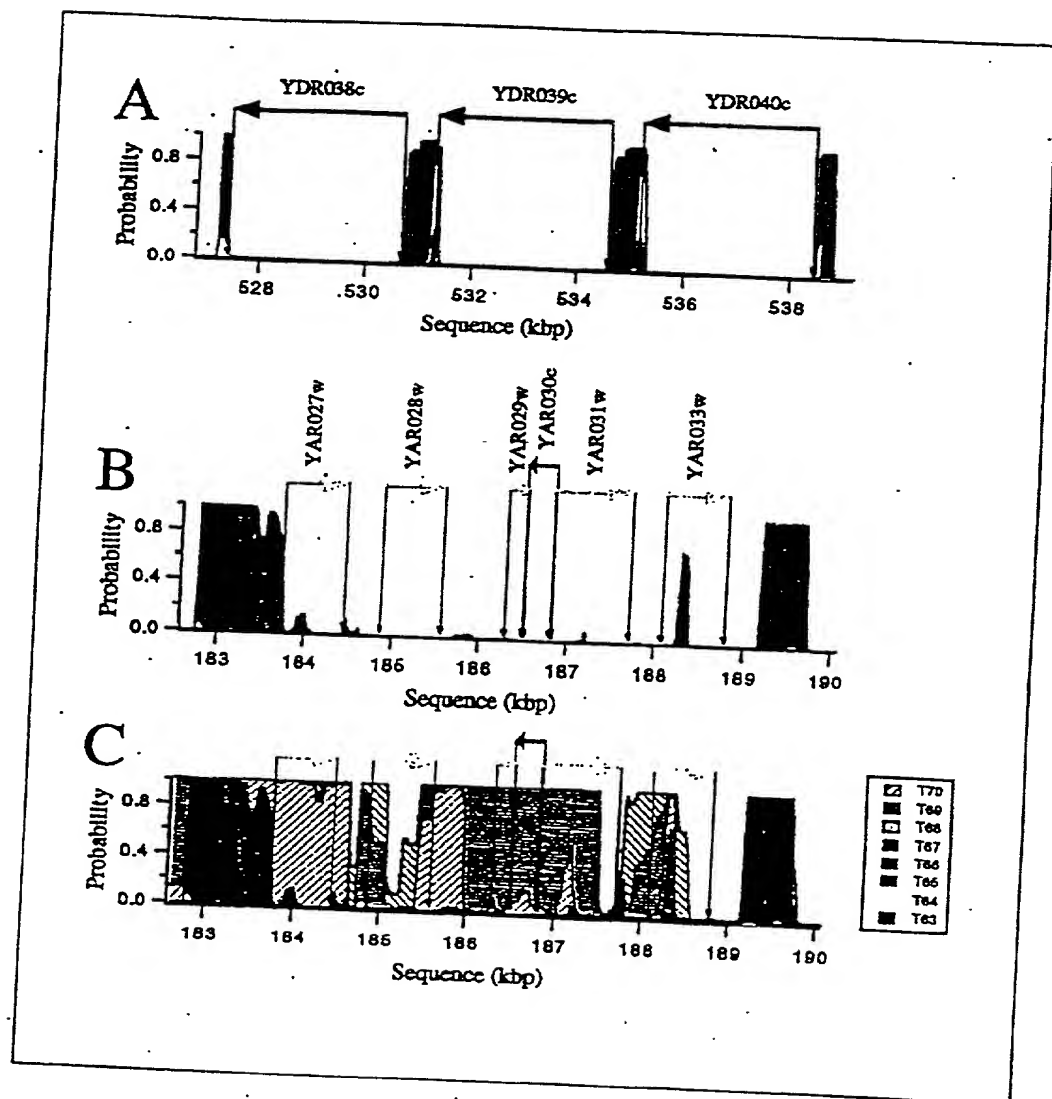 A
YDR038c YDR039c YDR040c
Probability
0.8
0.4
0.0
528 530 532 534 536 538
Sequence (kbp)
B
YAR027w YAR028w YAR029w YAR030c YAR031w YAR033w
Probability
0.8
0.4
0.0
183 184 185 186 187 188 189 190
Sequence (kbp)
C
Probability
0.8
0.4
0.0
183 184 185 186 187 188 189 190
Sequence (kbp)
T70
T69
T68
T67
T66
T65
T64
T63